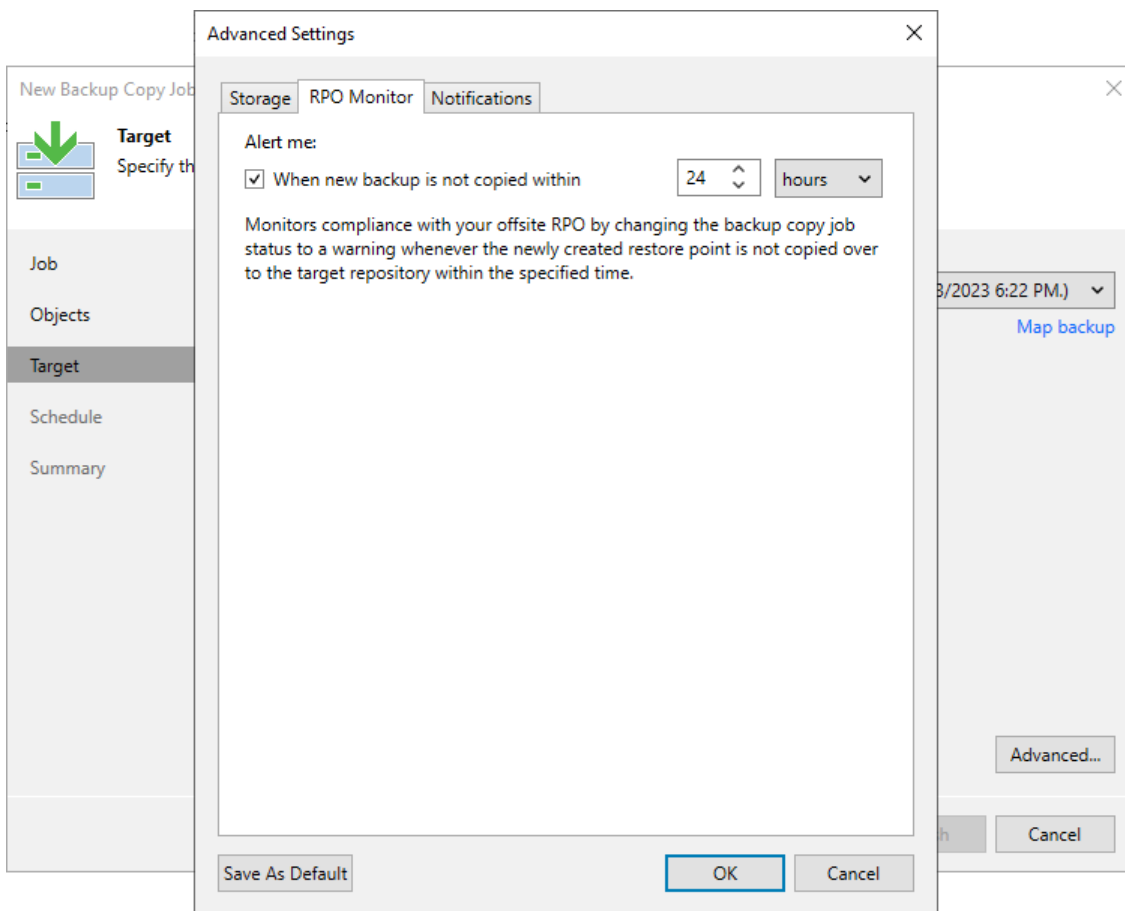 Advanced Settings
New Backup Copy Job
Target
Specify
Storage
RPO Monitor
Notifications
Alert me:
When new backup is not copied within
24
hours
Monitors compliance with your offsite RPO by changing the backup copy job
status to a warning whenever the newly created restore point is not copied over
to the target repository within the specified time.
Job
Objects
Target
Schedule
Summary
/2023 6:22 PM.)
Map backup
Advanced...
Cancel
Save As Default
OK
Cancel